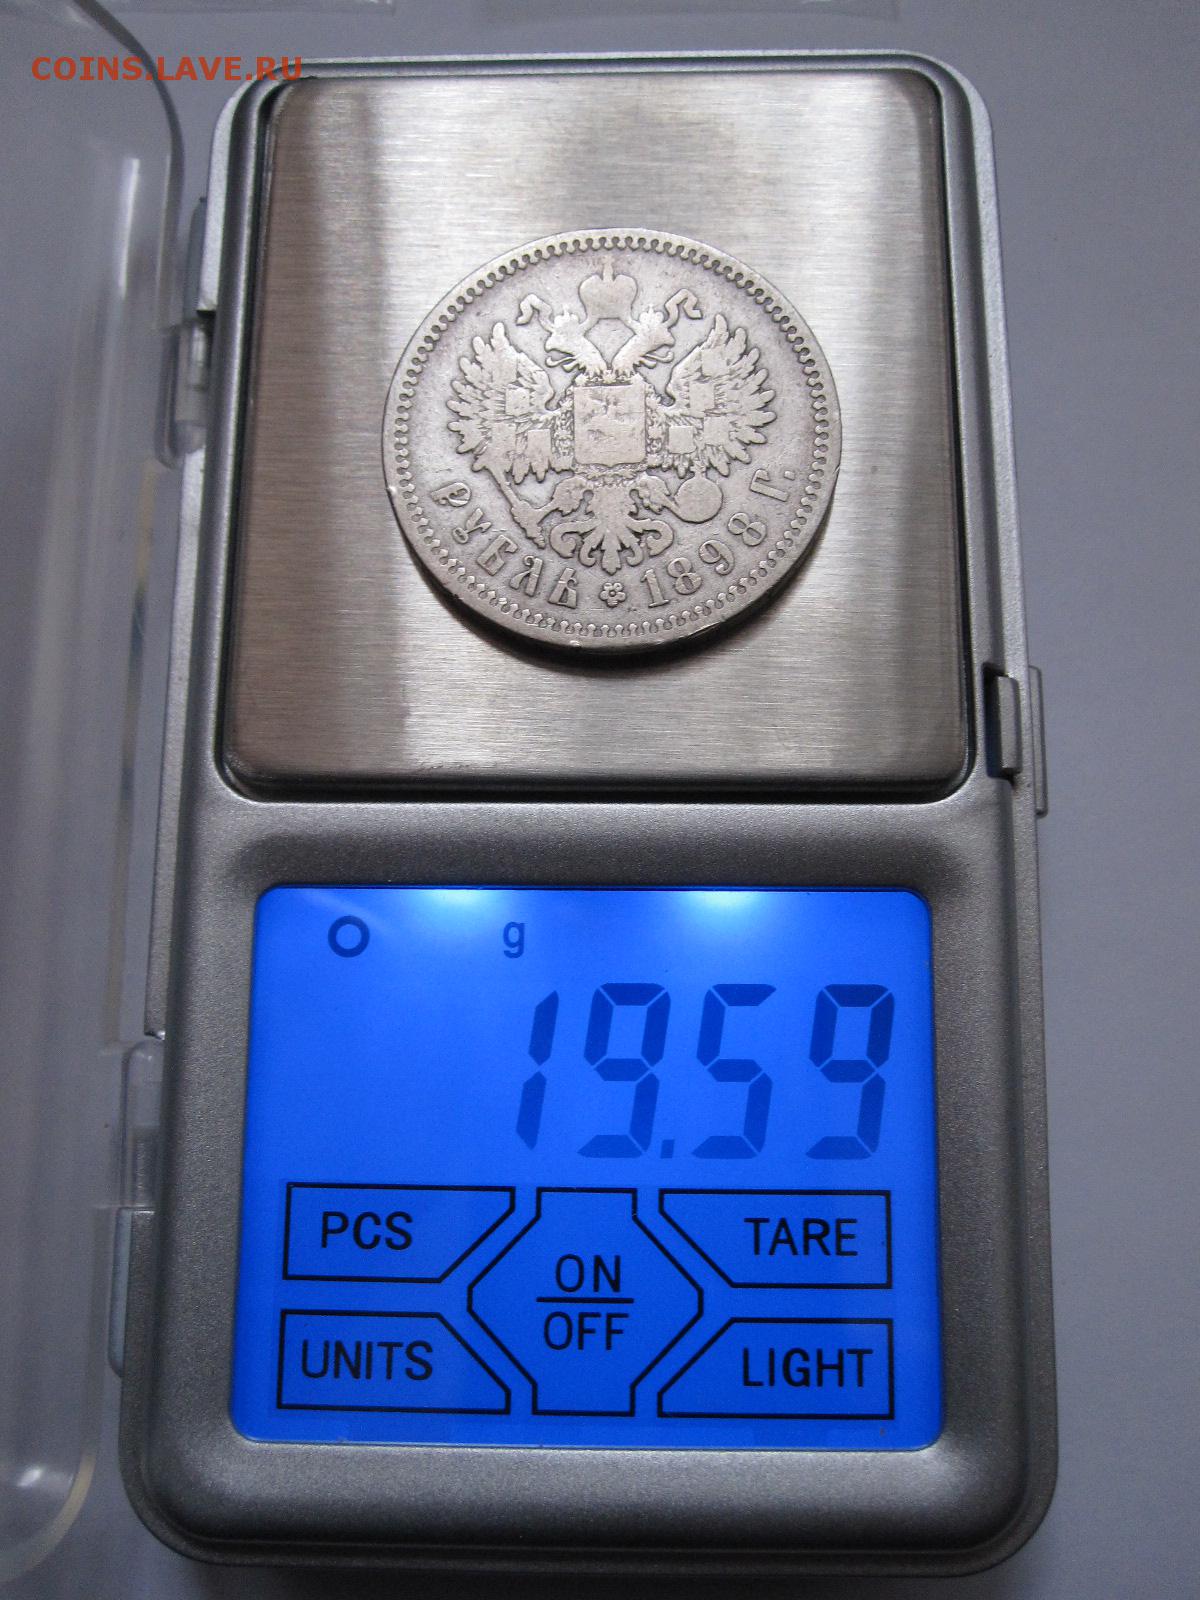 COINS.LAVE.RU
РУБЛЬ 1898 Г.
g
19.59
PCS
TARE
ON
OFF
UNITS
LIGHT